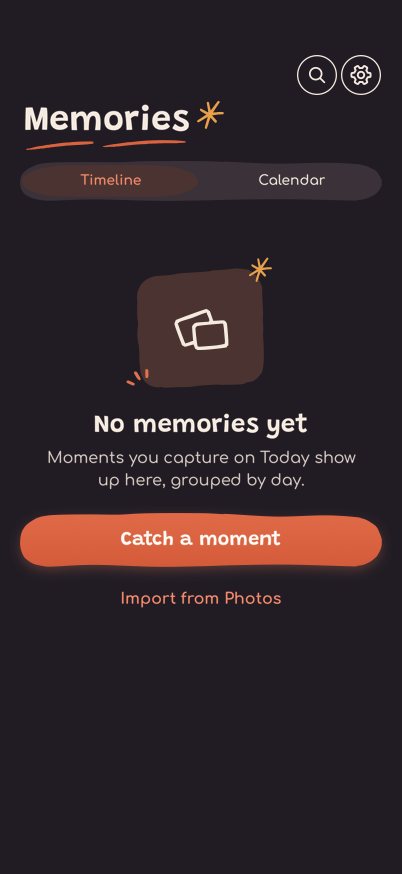 Memories
Timeline
Calendar
No memories yet
Moments you capture on Today show
up here, grouped by day.
Catch a moment
Import from Photos